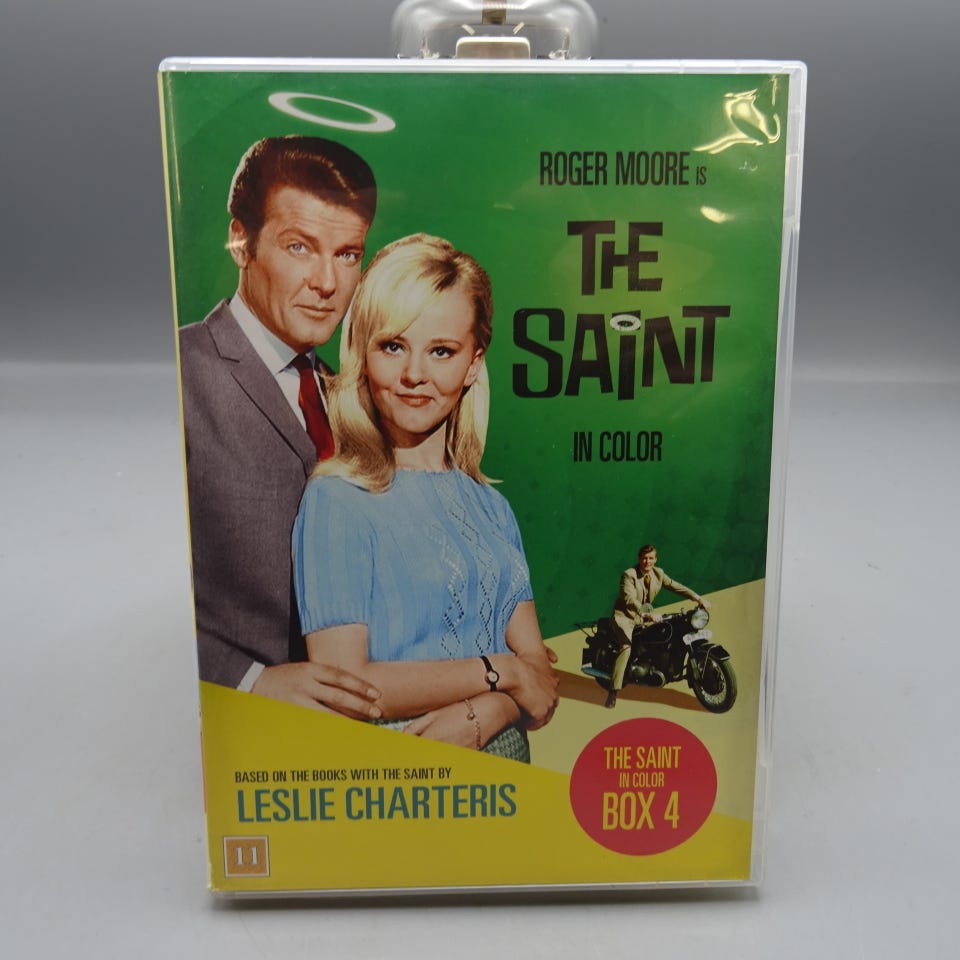 ROGER MOORE IS
THE
SAINT
IN COLOR
BASED ON THE BOOKS WITH THE SAINT BY
LESLIE CHARTERIS
THE SAINT
IN COLOR
BOX 4
11